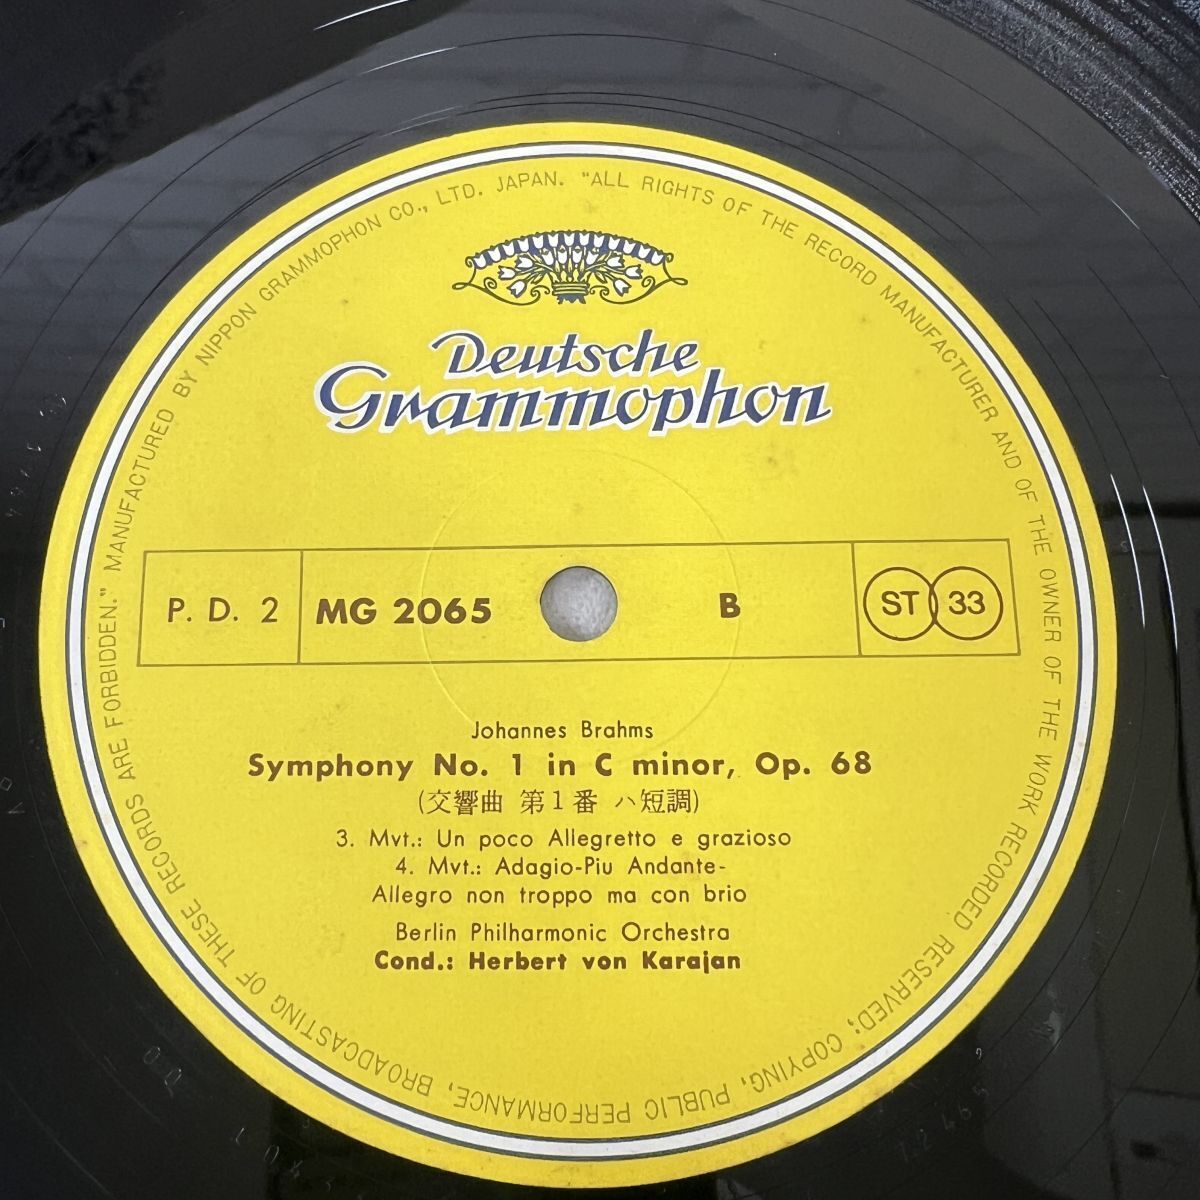 MANUFACTURED BY NIPPON GRAMMOPHON CO., LTD. JAPAN. "ALL RIGHTS OF THE RECORD MANUFACTURER AND OF THE OWNER OF THE WORK RECORDED RESERVED; COPYING, PUBLIC PERFORMANCE, BROADCASTING OF THESE RECORDS ARE FORBIDDEN."
Deutsche
Grammophon
P. D. 2 MG 2065 B ST 33
Johannes Brahms
Symphony No. 1 in C minor, Op. 68
(交響曲 第1番 ハ短調)
3. Mvt.: Un poco Allegretto e grazioso
4. Mvt.: Adagio-Piu Andante-
Allegro non troppo ma con brio
Berlin Philharmonic Orchestra
Cond.: Herbert von Karajan